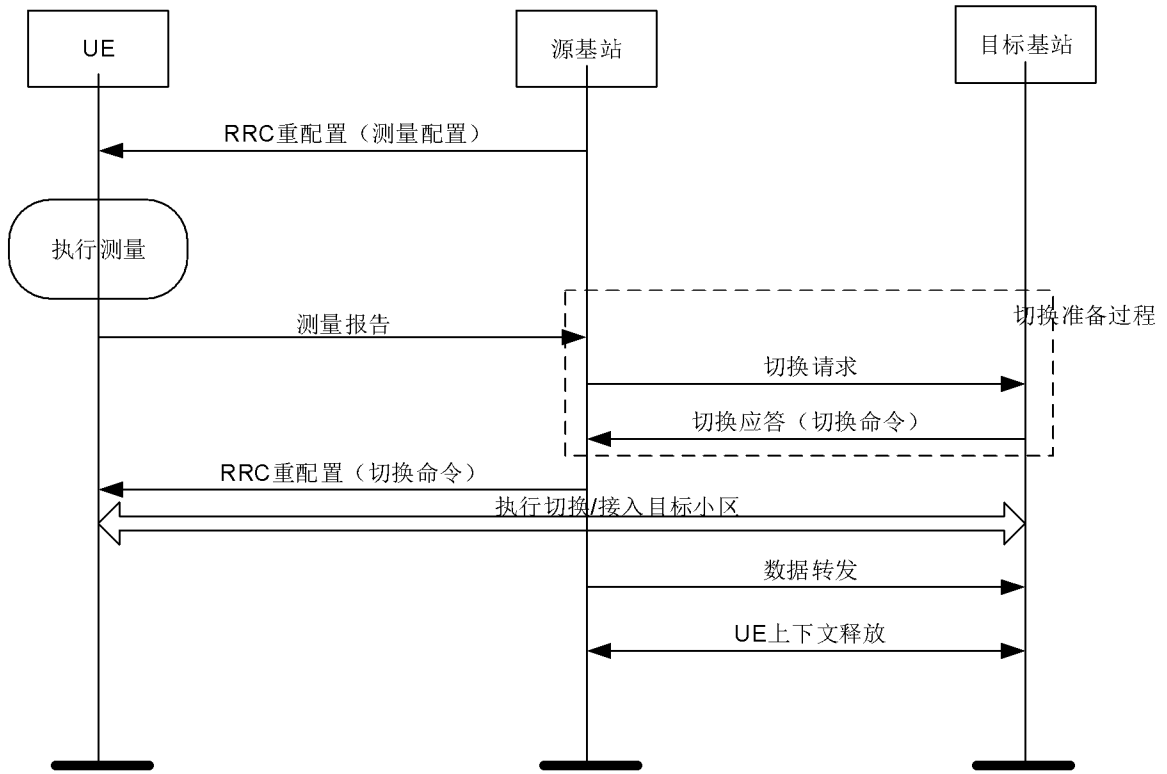 UE
源基站
目标基站
RRC重配置（测量配置）
执行测量
切换准备过程
测量报告
切换请求
切换应答（切换命令）
RRC重配置（切换命令）
执行切换/接入目标小区
数据转发
UE上下文释放